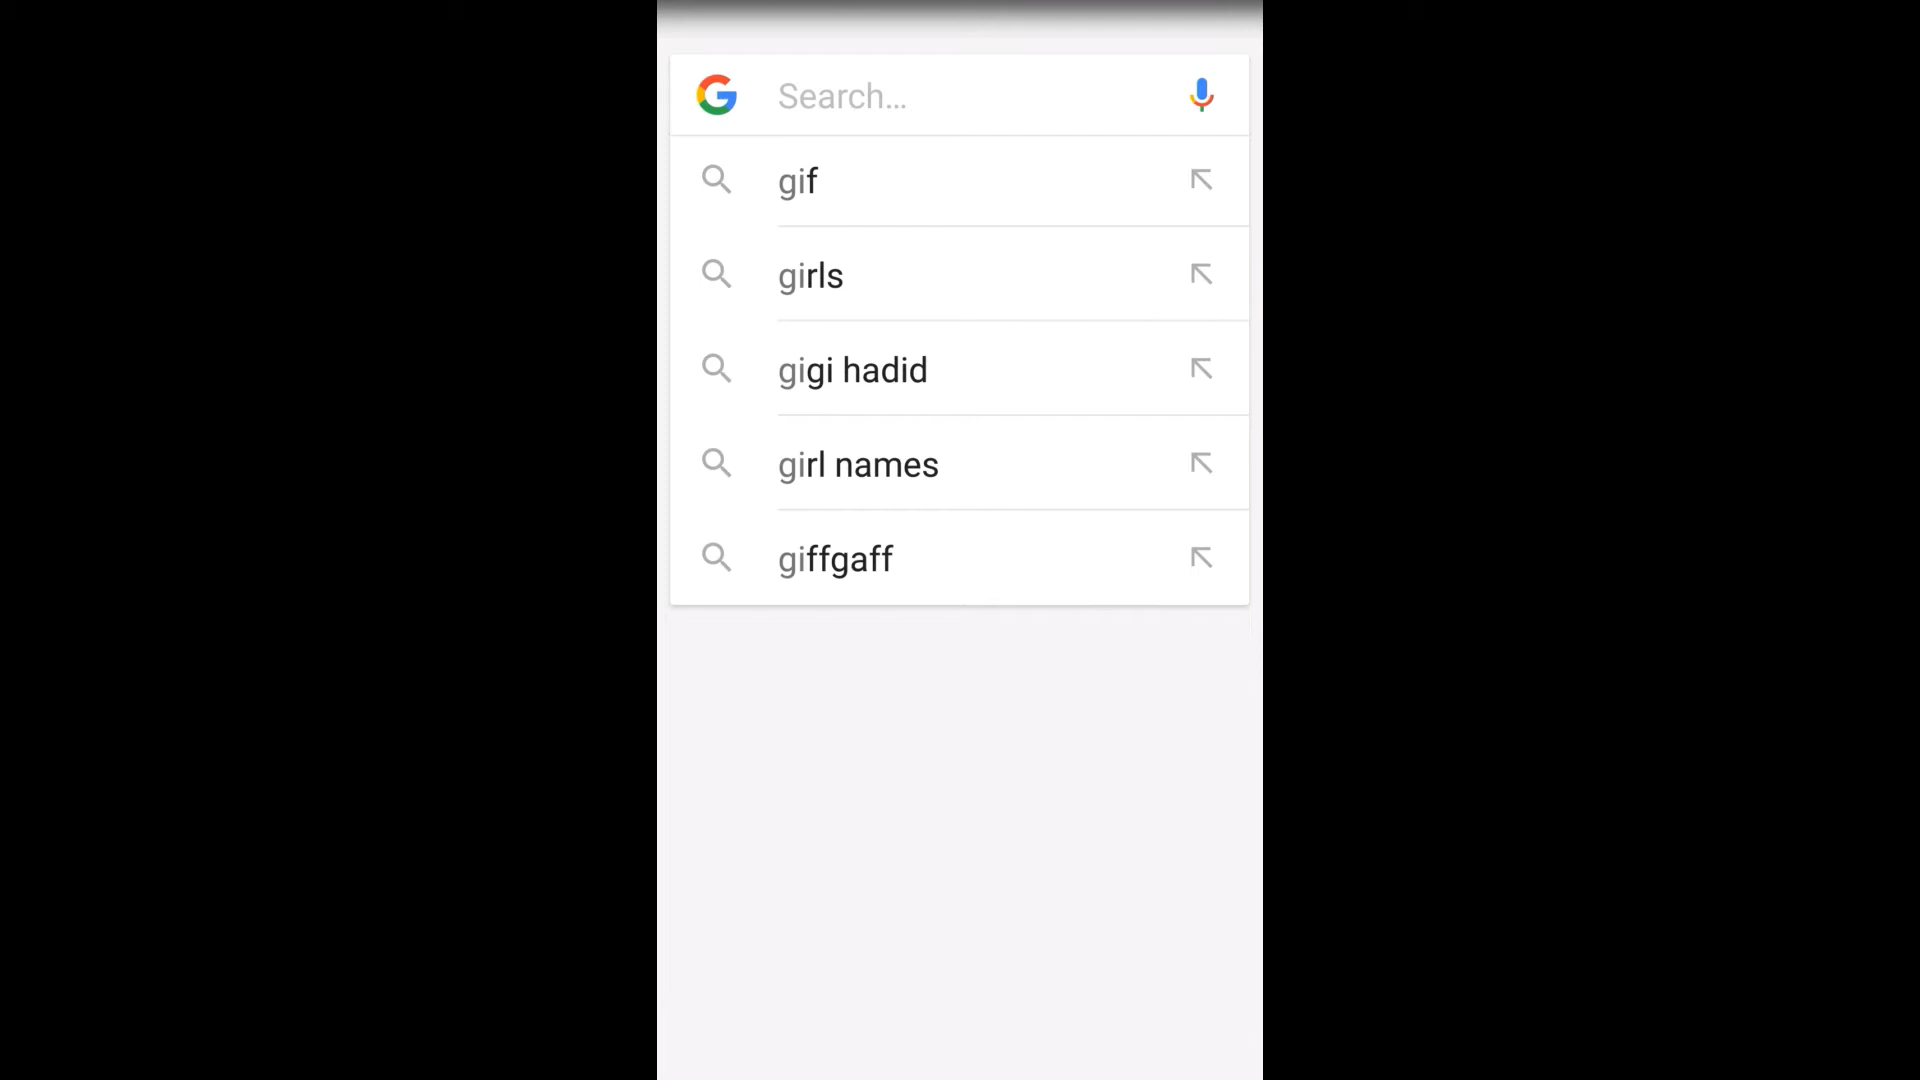 Search...
gif
girls
gigi hadid
girl names
giffgaff